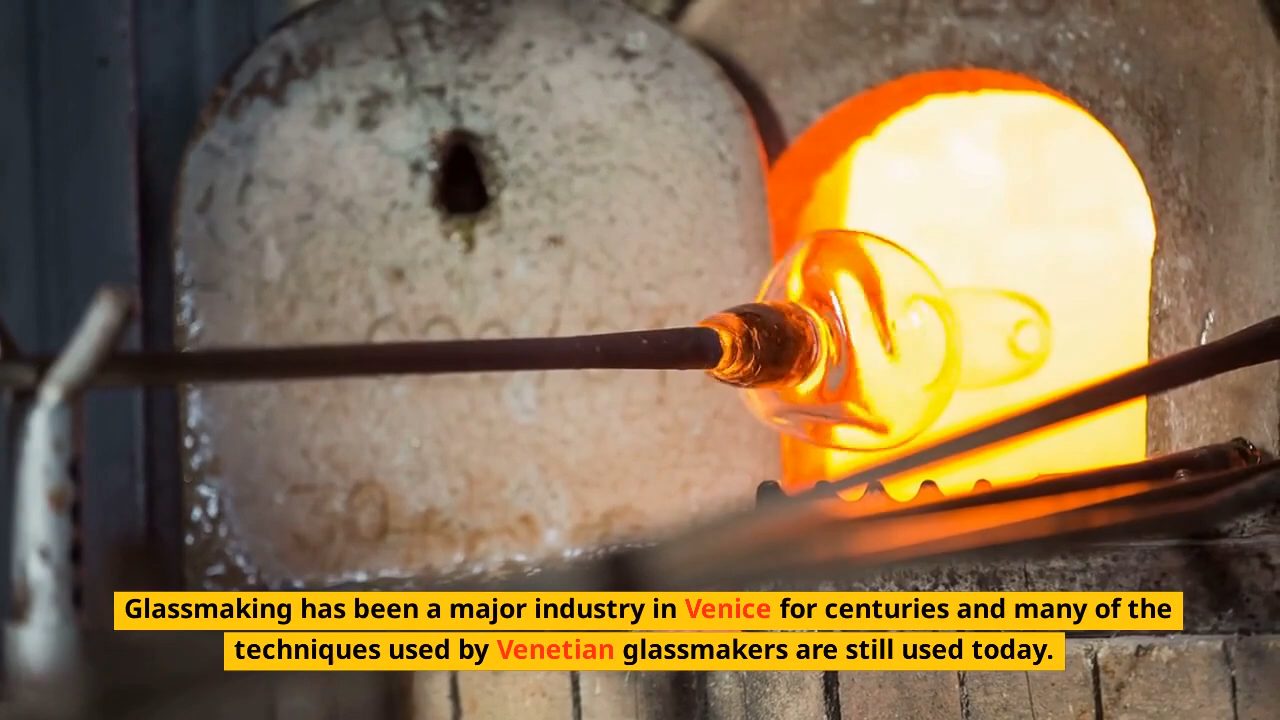 Glassmaking has been a major industry in Venice for centuries and many of the
techniques used by Venetian glassmakers are still used today.